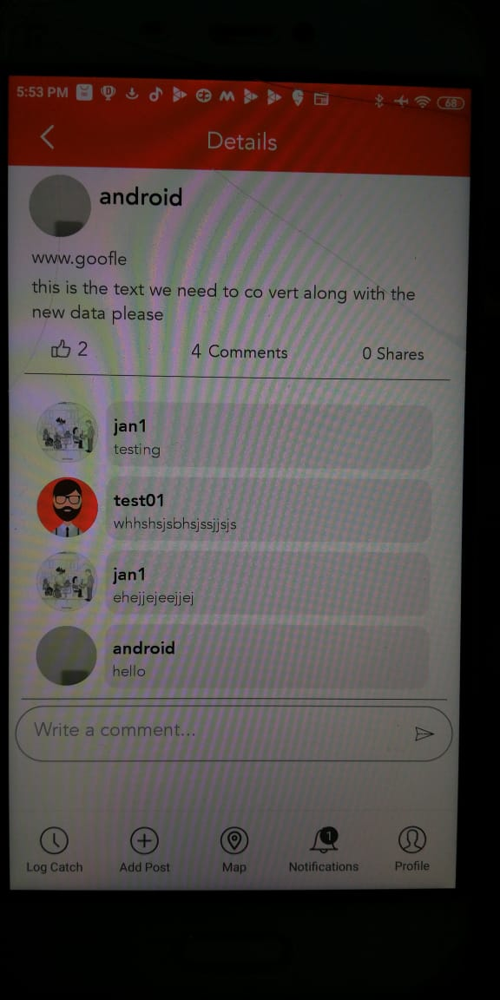 5:53 PM
68
Details
android
www.goofle
this is the text we need to co vert along with the
new data please
2
4 Comments
0 Shares
jan1
testing
test01
whhshsjsbhsjssjjsjs
jan1
ehejjejeejjej
android
hello
Write a comment...
1
Log Catch
Add Post
Map
Notifications
Profile